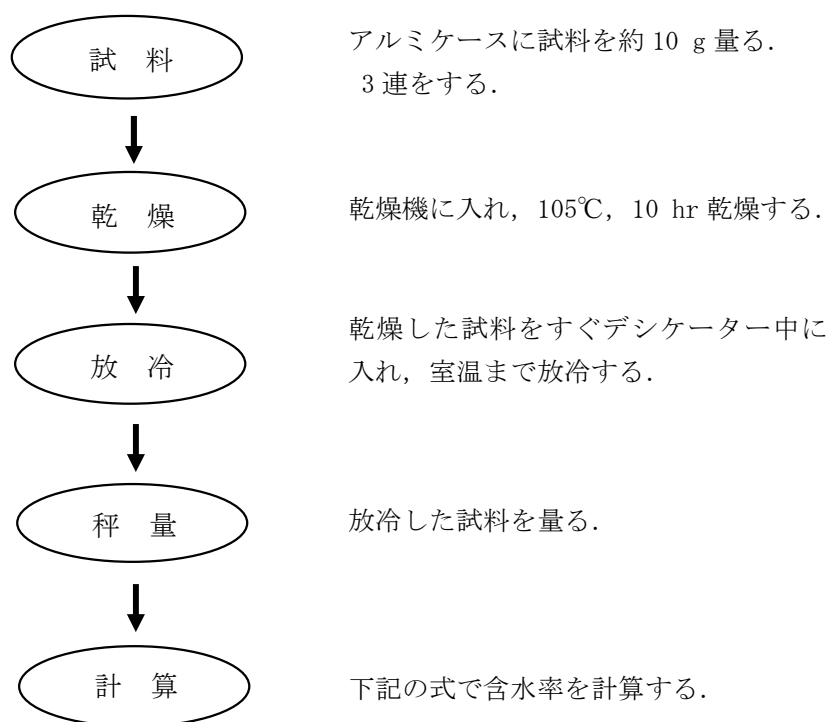 試 料
アルミケースに試料を約 10 g 量る.
3 連をする.
乾 燥
乾燥機に入れ, 105℃, 10 hr 乾燥する.
放 冷
乾燥した試料をすぐデシケーター中に
入れ, 室温まで放冷する.
秤 量
放冷した試料を量る.
計 算
下記の式で含水率を計算する.